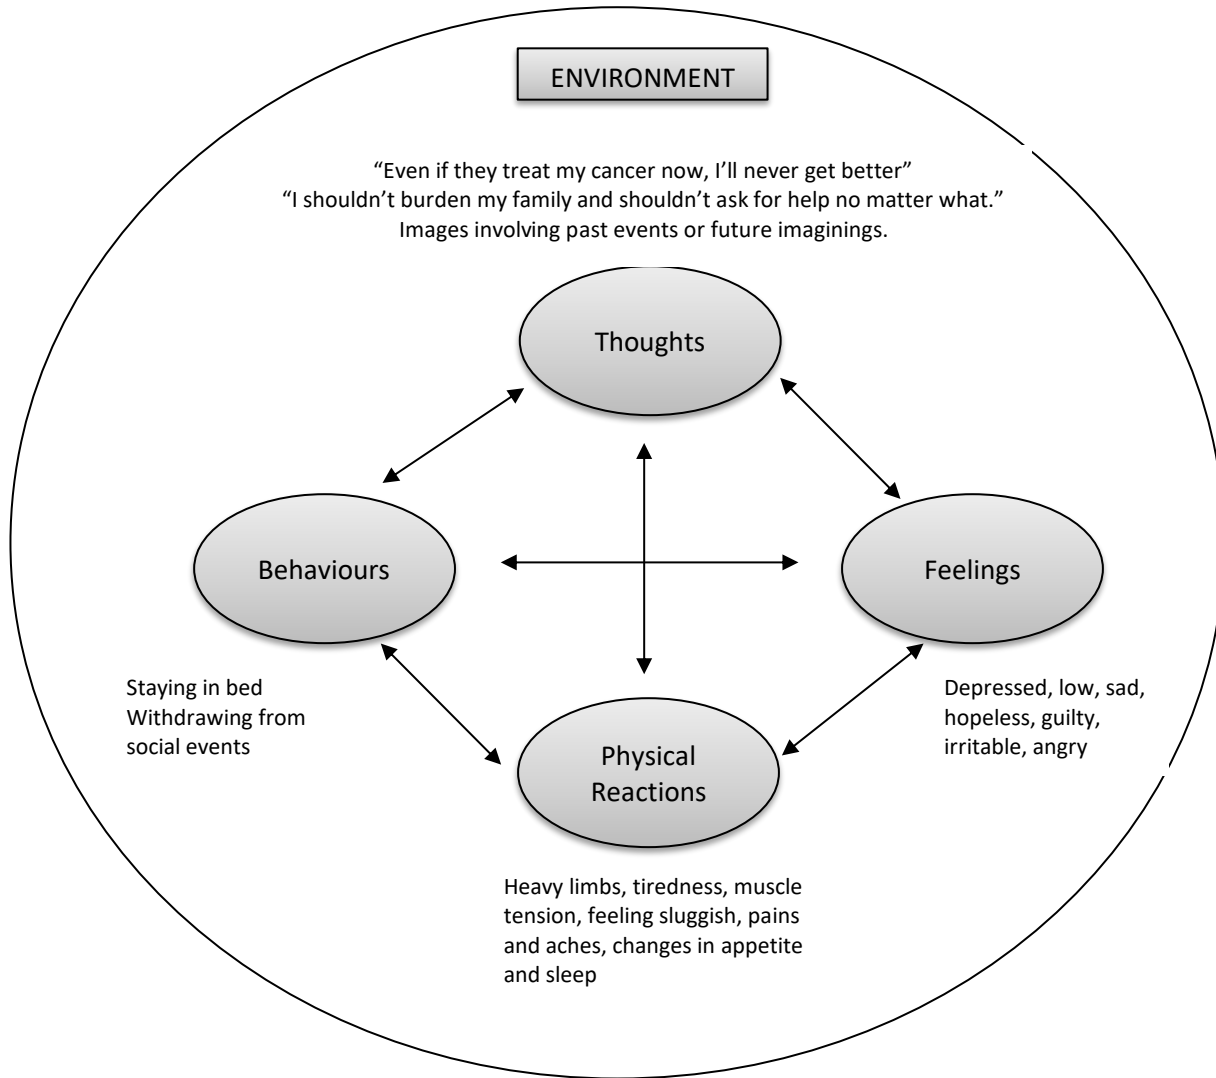 ENVIRONMENT
“Even if they treat my cancer now, I’ll never get better”
“I shouldn’t burden my family and shouldn’t ask for help no matter what.”
Images involving past events or future imaginings.
Thoughts
Behaviours
Feelings
Staying in bed
Withdrawing from
social events
Depressed, low, sad,
hopeless, guilty,
irritable, angry
Physical
Reactions
Heavy limbs, tiredness, muscle
tension, feeling sluggish, pains
and aches, changes in appetite
and sleep